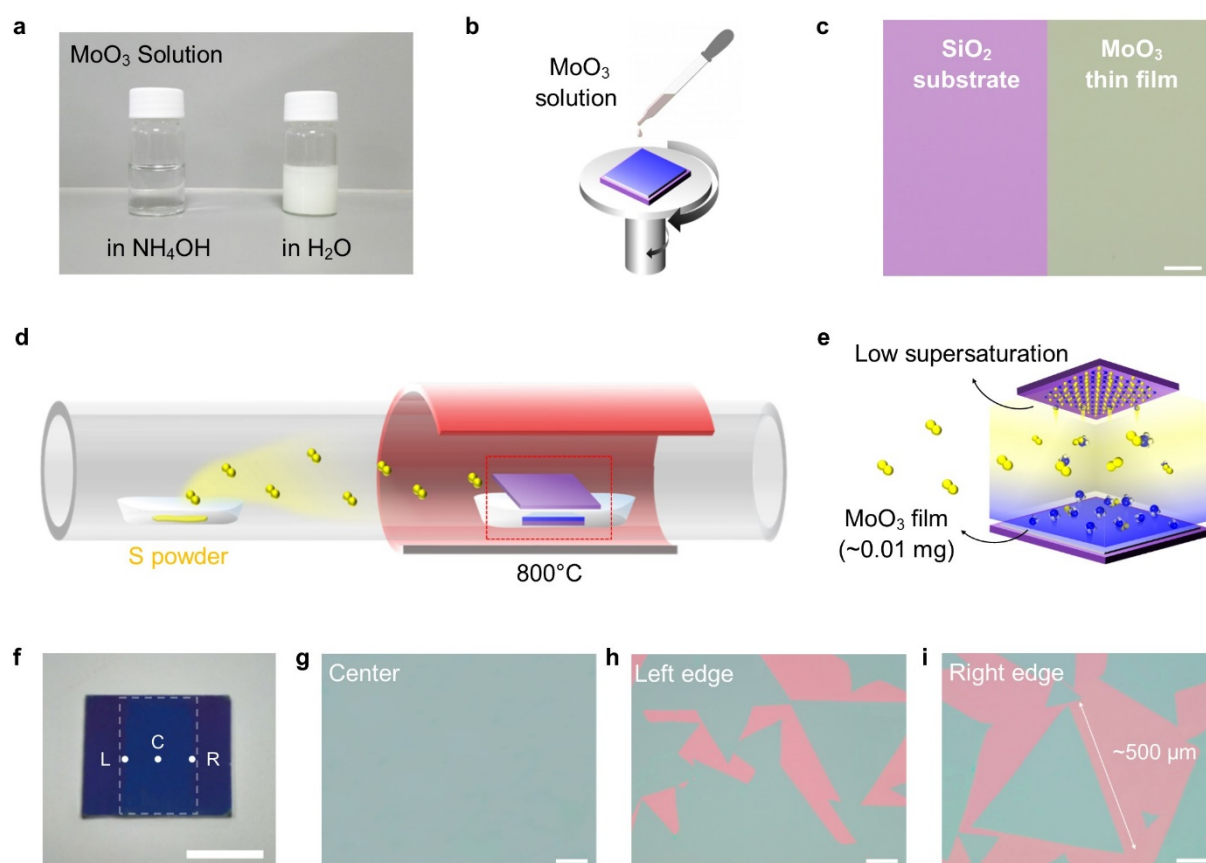 a
MoO₃ Solution
in NH₄OH
in H₂O
b
MoO₃
solution
c
SiO₂
substrate
MoO₃
thin film
d
S powder
800°C
e
Low supersaturation
MoO₃ film
(~0.01 mg)
f
L
C
R
g
Center
h
Left edge
i
Right edge
~500 µm